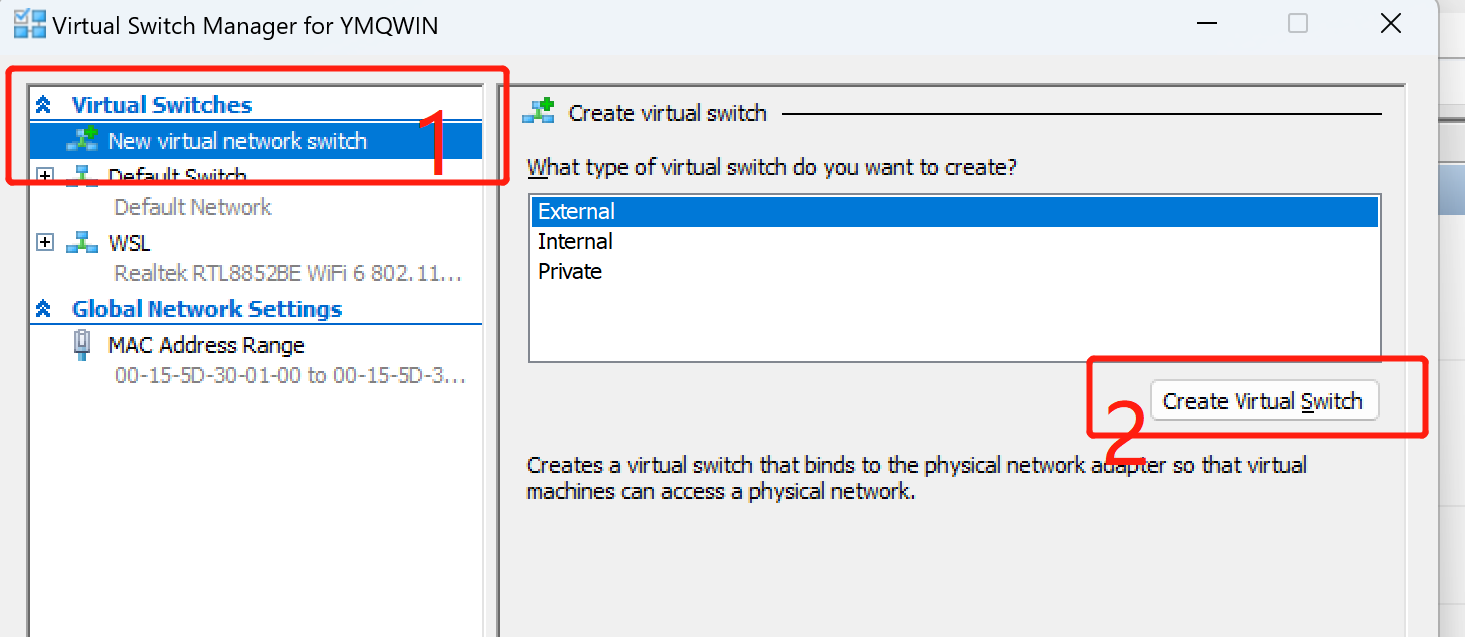 Virtual Switch Manager for YMQWIN
Virtual Switches
New virtual network switch
1
Default Switch
Default Network
WSL
Realtek RTL8852BE WiFi 6 802.11...
Global Network Settings
MAC Address Range
00-15-5D-30-01-00 to 00-15-5D-3...
Create virtual switch
What type of virtual switch do you want to create?
External
Internal
Private
Create Virtual Switch
2
Creates a virtual switch that binds to the physical network adapter so that virtual
machines can access a physical network.